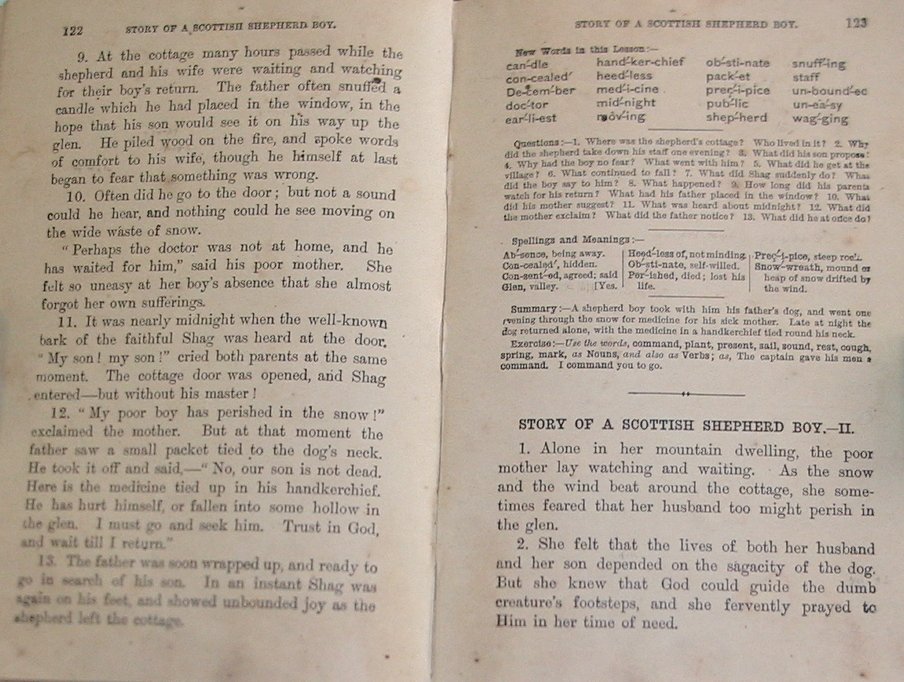 122 STORY OF A SCOTTISH SHEPHERD BOY.
9. At the cottage many hours passed while the
shepherd and his wife were waiting and watching
for their boy's return. The father often snuffed a
candle which he had placed in the window, in the
hope that his son would see it on his way up the
glen. He piled wood on the fire, and spoke words
of comfort to his wife, though he himself at last
began to fear that something was wrong.
10. Often did he go to the door; but not a sound
could he hear, and nothing could he see moving on
the wide waste of snow.
"Perhaps the doctor was not at home, and he
has waited for him," said his poor mother. She
felt so uneasy at her boy's absence that she almost
forgot her own sufferings.
11. It was nearly midnight when the well-known
bark of the faithful Shag was heard at the door.
"My son! my son!" cried both parents at the same
moment. The cottage door was opened, and Shag
entered—but without his master!
12. "My poor boy has perished in the snow!"
exclaimed the mother. But at that moment the
father saw a small packet tied to the dog's neck.
He took it off and said,—"No, our son is not dead.
Here is the medicine tied up in his handkerchief.
He has hurt himself, or fallen into some hollow in
the glen. I must go and seek him. Trust in God,
and wait till I return."
13. The father was soon wrapped up, and ready to
go in search of his son. In an instant Shag was
again on his feet, and showed unbounded joy as the
shepherd left the cottage.
STORY OF A SCOTTISH SHEPHERD BOY. 123
New Words in this Lesson:—
can´-dle hand´-ker-chief ob´-sti-nate snuff´-ing
con-cealed´ heed´-less pack´-et staff
De-cem´-ber med´-i-cine preç´-i-pice un-bound´-ed
doc´-tor mid´-night pub´-lic un-ea´-sy
ear´-li-est möv´-ing shep´-herd wag´-ging
Questions:—1. Where was the shepherd's cottage? Who lived in it? 2. Why
did the shepherd take down his staff one evening? 3. What did his son propose?
4. Why had the boy no fear? What went with him? 5. What did he get at the
village? 6. What continued to fall? 7. What did Shag suddenly do? What
did the boy say to him? 8. What happened? 9. How long did his parents
watch for his return? What had his father placed in the window? 10. What
did his mother suggest? 11. What was heard about midnight? 12. What did
the mother exclaim? What did the father notice? 13. What did he at once do?
Spellings and Meanings:—
Ab´-sence, being away. Heed´-less of, not minding. Preç´-i-pice, steep rock.
Con-cealed´, hidden. Ob´-sti-nate, self-willed. Snow´-wreath, mound or
Con-sent´-ed, agreed; said Per´-ished, died; lost his heap of snow drifted by
Glen, valley. [Yes. life. the wind.
Summary:—A shepherd boy took with him his father's dog, and went one
evening through the snow for medicine for his sick mother. Late at night the
dog returned alone, with the medicine in a handkerchief tied round his neck.
Exercise:—Use the words, command, plant, present, sail, sound, rest, cough,
spring, mark, as Nouns, and also as Verbs; as, The captain gave his men a
command. I command you to go.
STORY OF A SCOTTISH SHEPHERD BOY.—II.
1. Alone in her mountain dwelling, the poor
mother lay watching and waiting. As the snow
and the wind beat around the cottage, she some-
times feared that her husband too might perish in
the glen.
2. She felt that the lives of both her husband
and her son depended on the sagacity of the dog.
But she knew that God could guide the dumb
creature's footsteps, and she fervently prayed to
Him in her time of need.